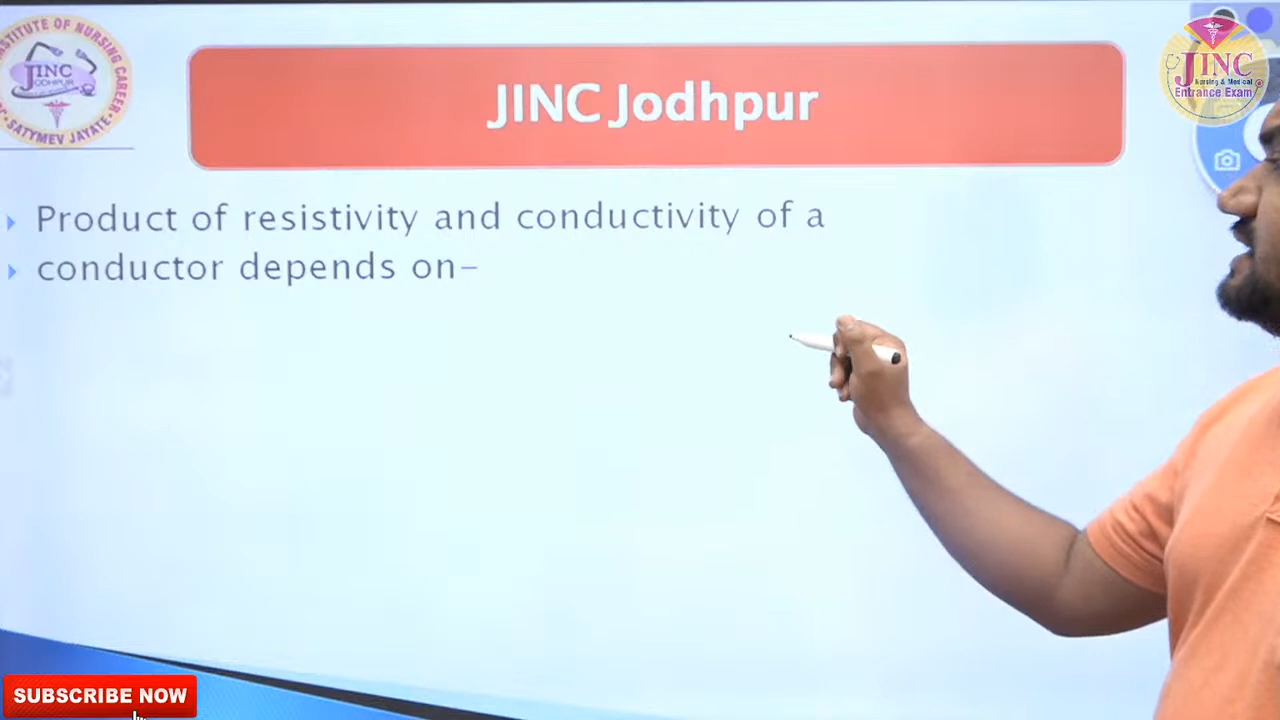 INSTITUTE OF NURSING CAREER
JINC
JODHPUR
SATYMEV JAYATE
JINC Jodhpur
JINC
Nursing & Medical
Entrance Exam
Product of resistivity and conductivity of a
conductor depends on-
SUBSCRIBE NOW